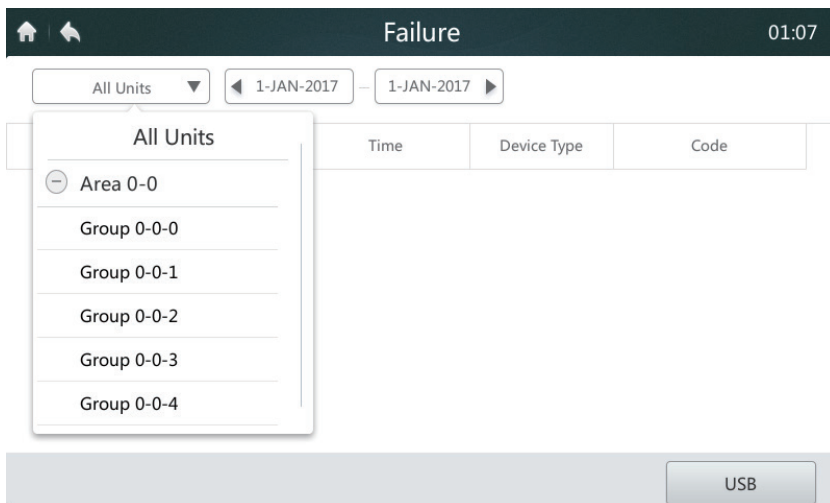 Failure
01:07
All Units
1-JAN-2017 – 1-JAN-2017
All Units
Time
Device Type
Code
Area 0-0
Group 0-0-0
Group 0-0-1
Group 0-0-2
Group 0-0-3
Group 0-0-4
USB